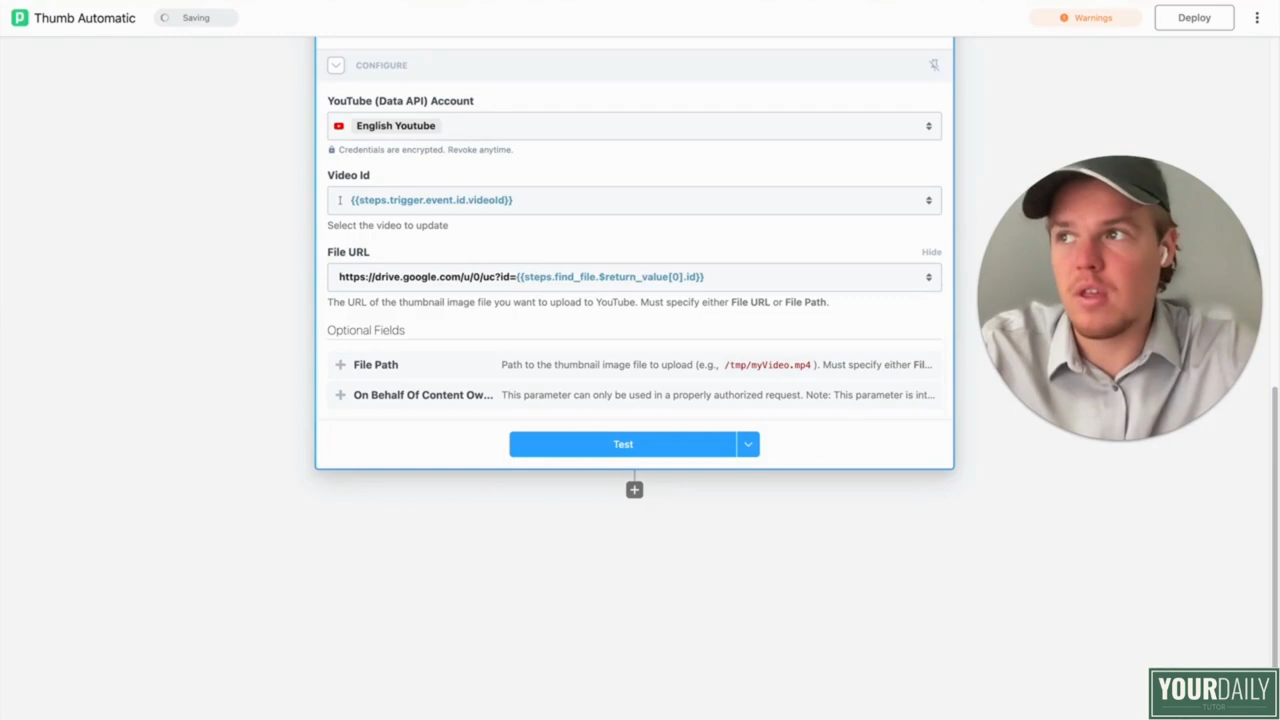 Thumb Automatic
Saving
Warnings
Deploy
CONFIGURE
YouTube (Data API) Account
English Youtube
Credentials are encrypted. Revoke anytime.
Video Id
{{steps.trigger.event.id.videoId}}
Select the video to update
File URL
Hide
https://drive.google.com/u/0/uc?id={{steps.find_file.$return_value[0].id}}
The URL of the thumbnail image file you want to upload to YouTube. Must specify either File URL or File Path.
Optional Fields
File Path
Path to the thumbnail image file to upload (e.g., /tmp/myVideo.mp4 ). Must specify either Fil...
On Behalf Of Content Ow...
This parameter can only be used in a properly authorized request. Note: This parameter is int...
Test
YOURDAILY
TUTOR